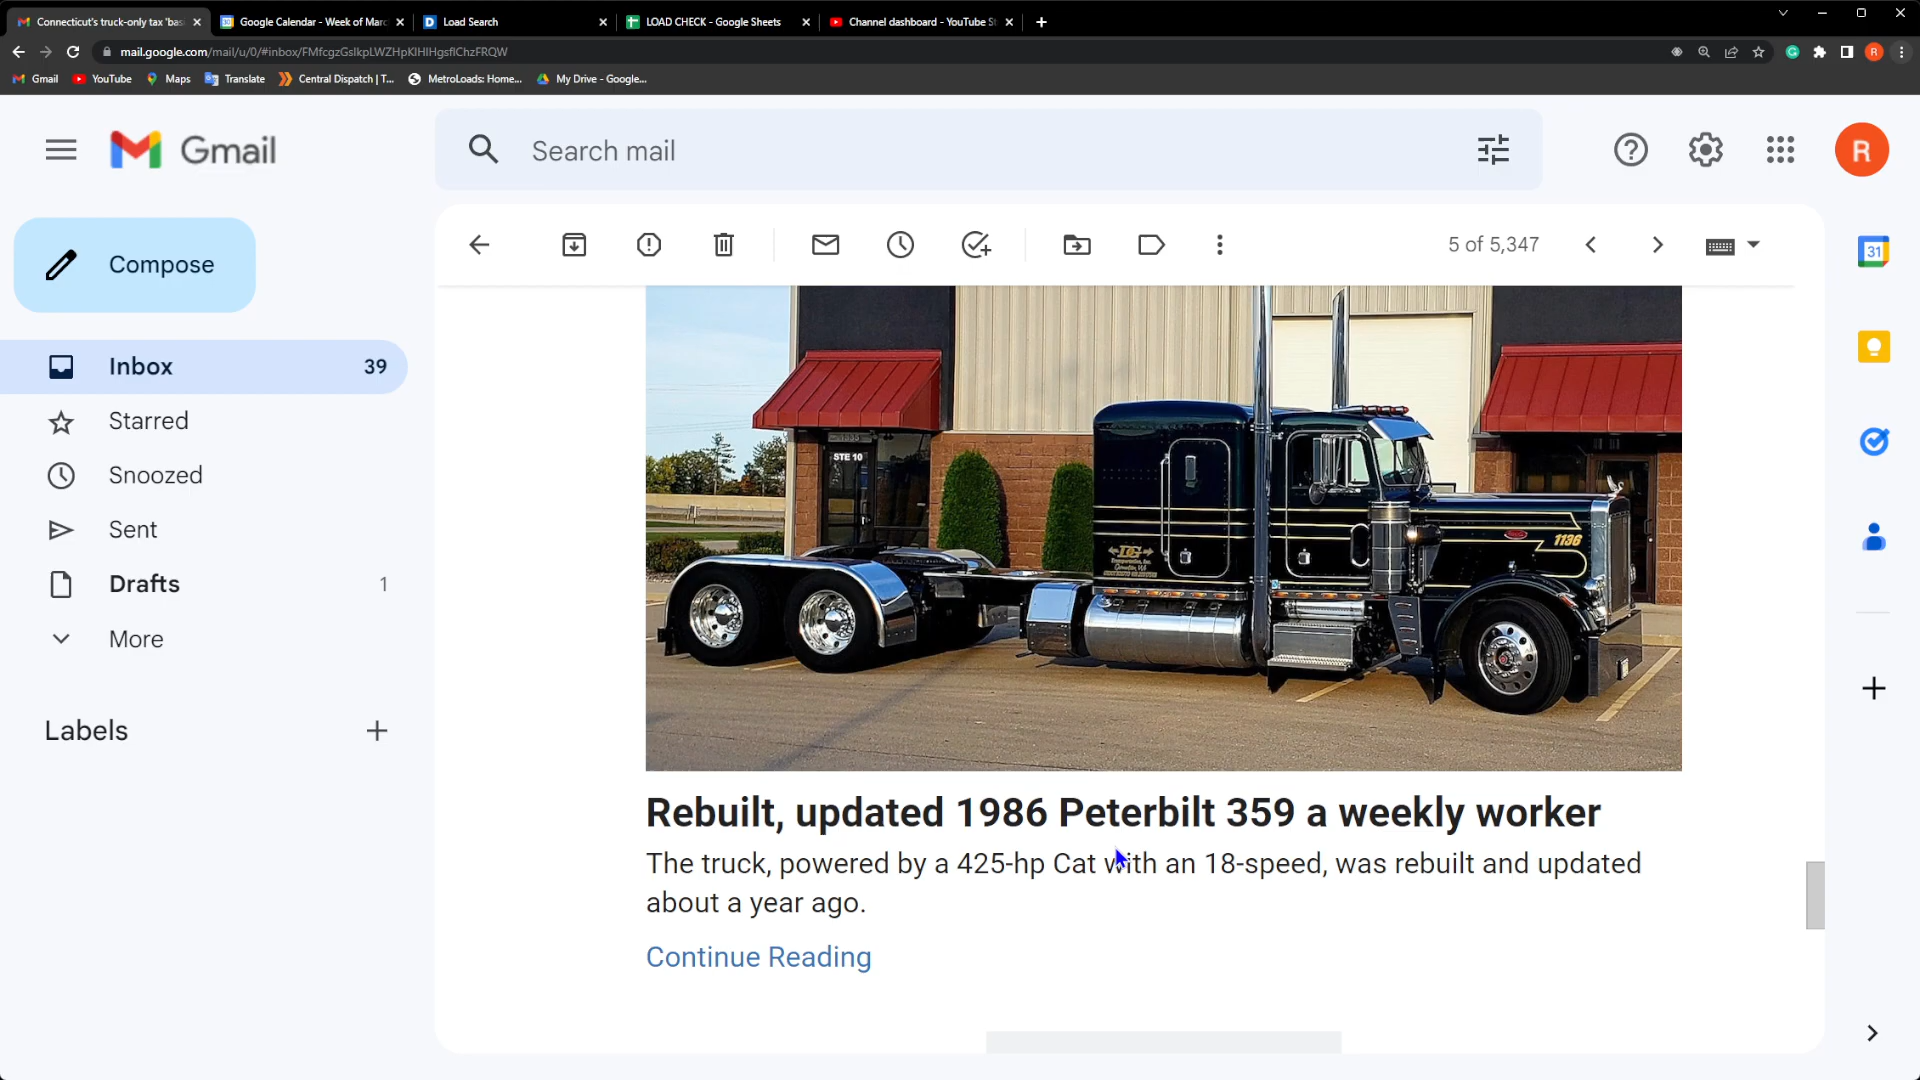 Connecticut's truck-only tax 'bas
Google Calendar - Week of Marc
Load Search
LOAD CHECK - Google Sheets
Channel dashboard - YouTube St
mail.google.com/mail/u/0/#inbox/FMfcgzGslkpLWZHpKlHlHgsflChzFRQW
Gmail
YouTube
Maps
Translate
Central Dispatch | T...
MetroLoads: Home...
My Drive - Google...
R
Gmail
Search mail
R
Compose
5 of 5,347
31
Inbox 39
Starred
Snoozed
Sent
Drafts 1
More
Labels
STE 10
DG
1136
Rebuilt, updated 1986 Peterbilt 359 a weekly worker
The truck, powered by a 425-hp Cat with an 18-speed, was rebuilt and updated
about a year ago.
Continue Reading